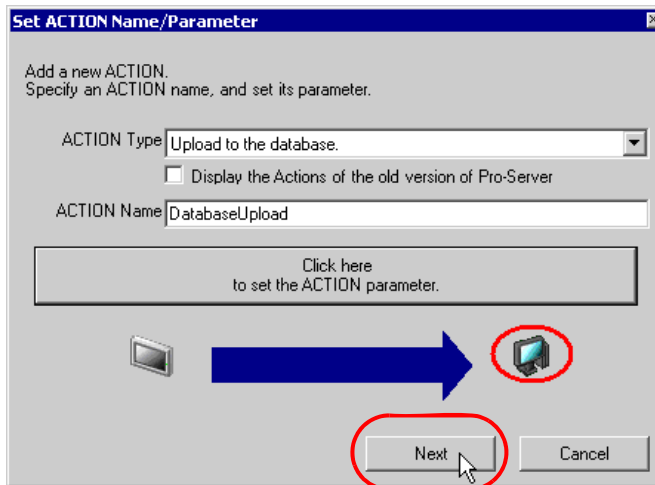 Set ACTION Name/Parameter
Add a new ACTION.
Specify an ACTION name, and set its parameter.
ACTION Type Upload to the database.
Display the Actions of the old version of Pro-Server
ACTION Name DatabaseUpload
Click here
to set the ACTION parameter.
Next Cancel